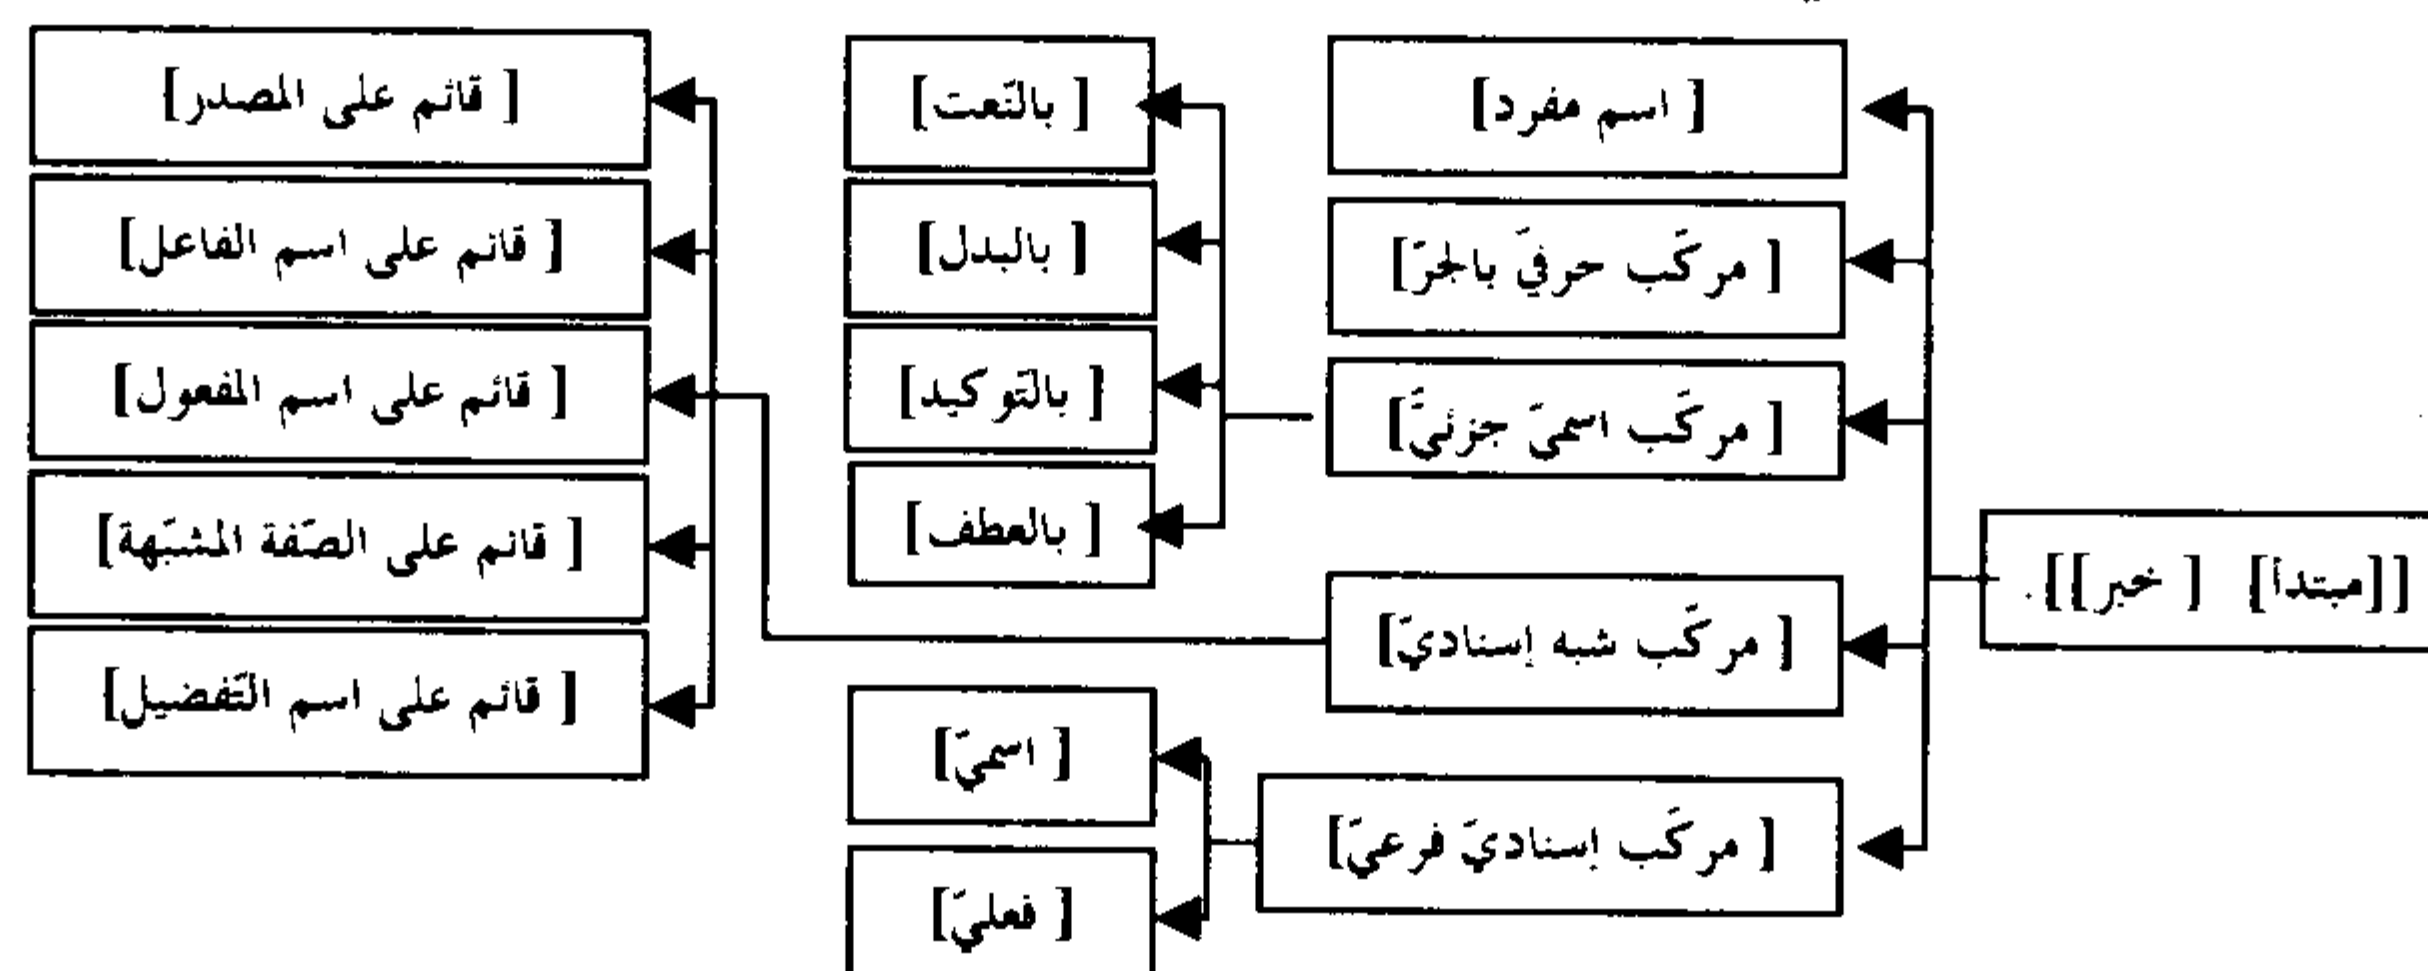 [[مبتدأ] [ خبر]].
[ اسم مفرد]
[ مركّب حرفيّ بالجرّ]
[ مركّب اسميّ جزئيّ]
[ بالنّعت]
[ بالبدل]
[ بالتّوكيد]
[ بالعطف]
[ مركّب شبه إسناديّ]
[ قائم على المصدر]
[ قائم على اسم الفاعل]
[ قائم على اسم المفعول]
[ قائم على الصّفة المشبّهة]
[ قائم على اسم التّفضيل]
[ مركّب إسناديّ فرعيّ]
[ اسميّ]
[ فعليّ]